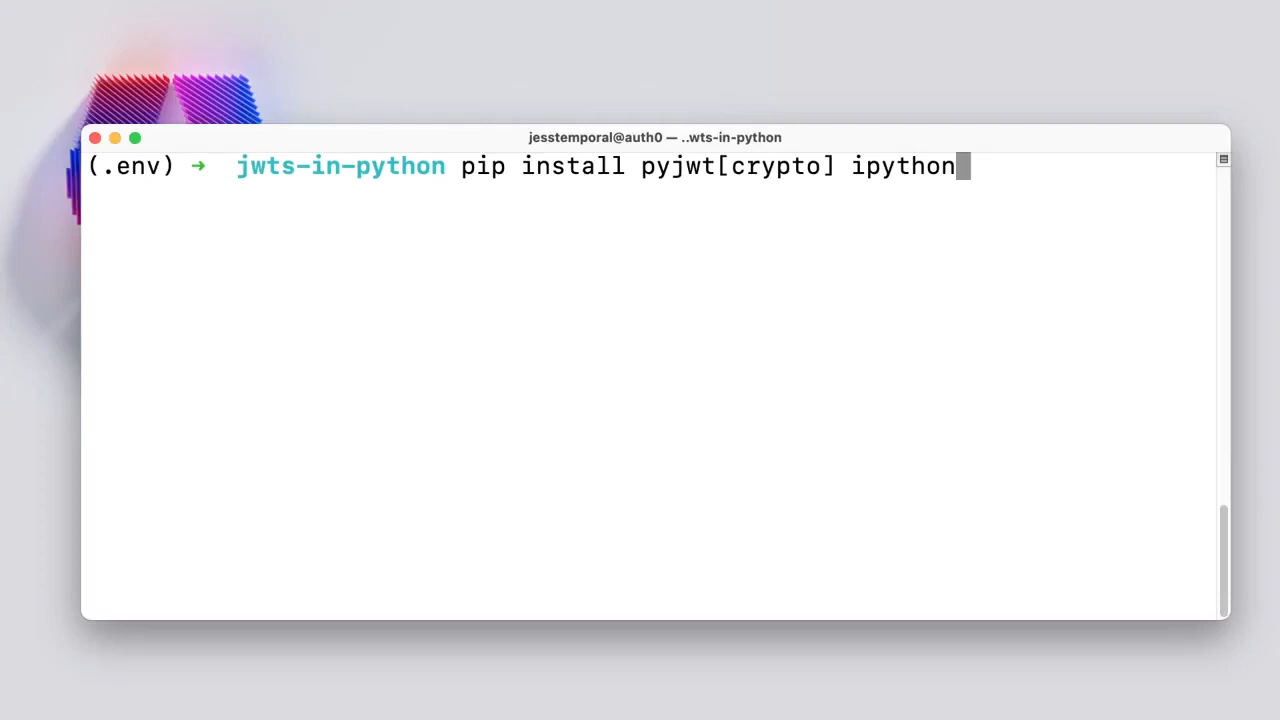 jesstemporal@auth0 — ..wts-in-python
(.env) ➜ jwts-in-python pip install pyjwt[crypto] ipython